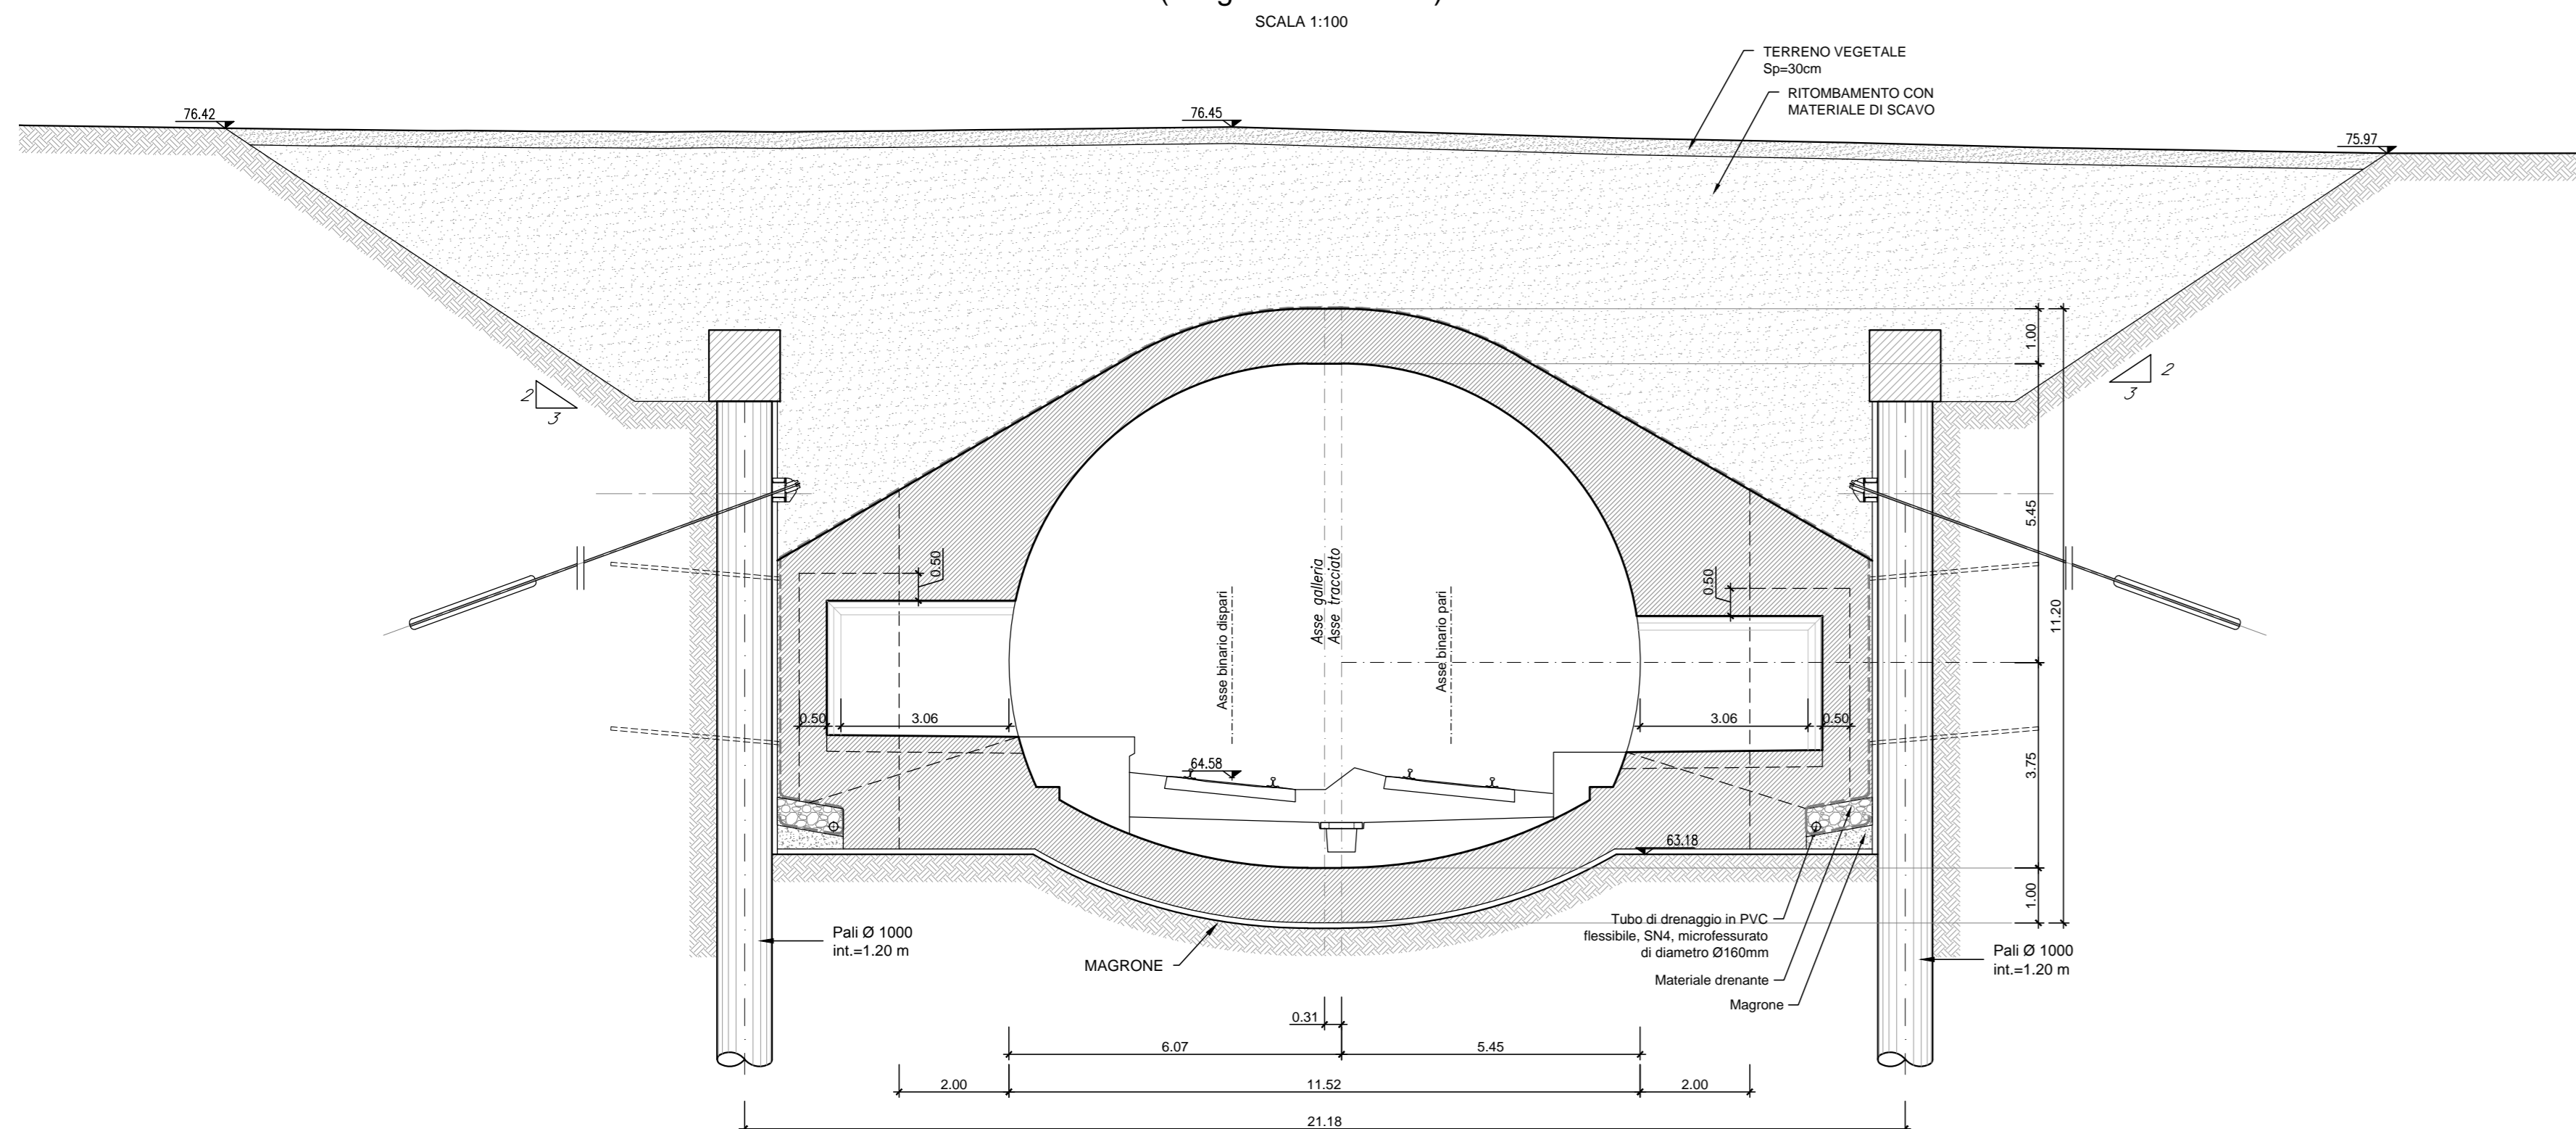 SCALA 1:100
TERRENO VEGETALE
Sp=30cm
RITOMBAMENTO CON
MATERIALE DI SCAVO
76.42
76.45
75.97
1.00
2
3
2
3
5.45
0.50
0.50
11.20
Asse galleria
Asse tracciato
Asse binario dispari
Asse binario pari
0.50
3.06
3.06
0.50
64.58
3.75
63.18
1.00
Tubo di drenaggio in PVC
flessibile, SN4, microfessurato
di diametro Ø160mm
Pali Ø 1000
int.=1.20 m
MAGRONE
Pali Ø 1000
int.=1.20 m
Materiale drenante
Magrone
0.31
6.07
5.45
2.00
11.52
2.00
21.18